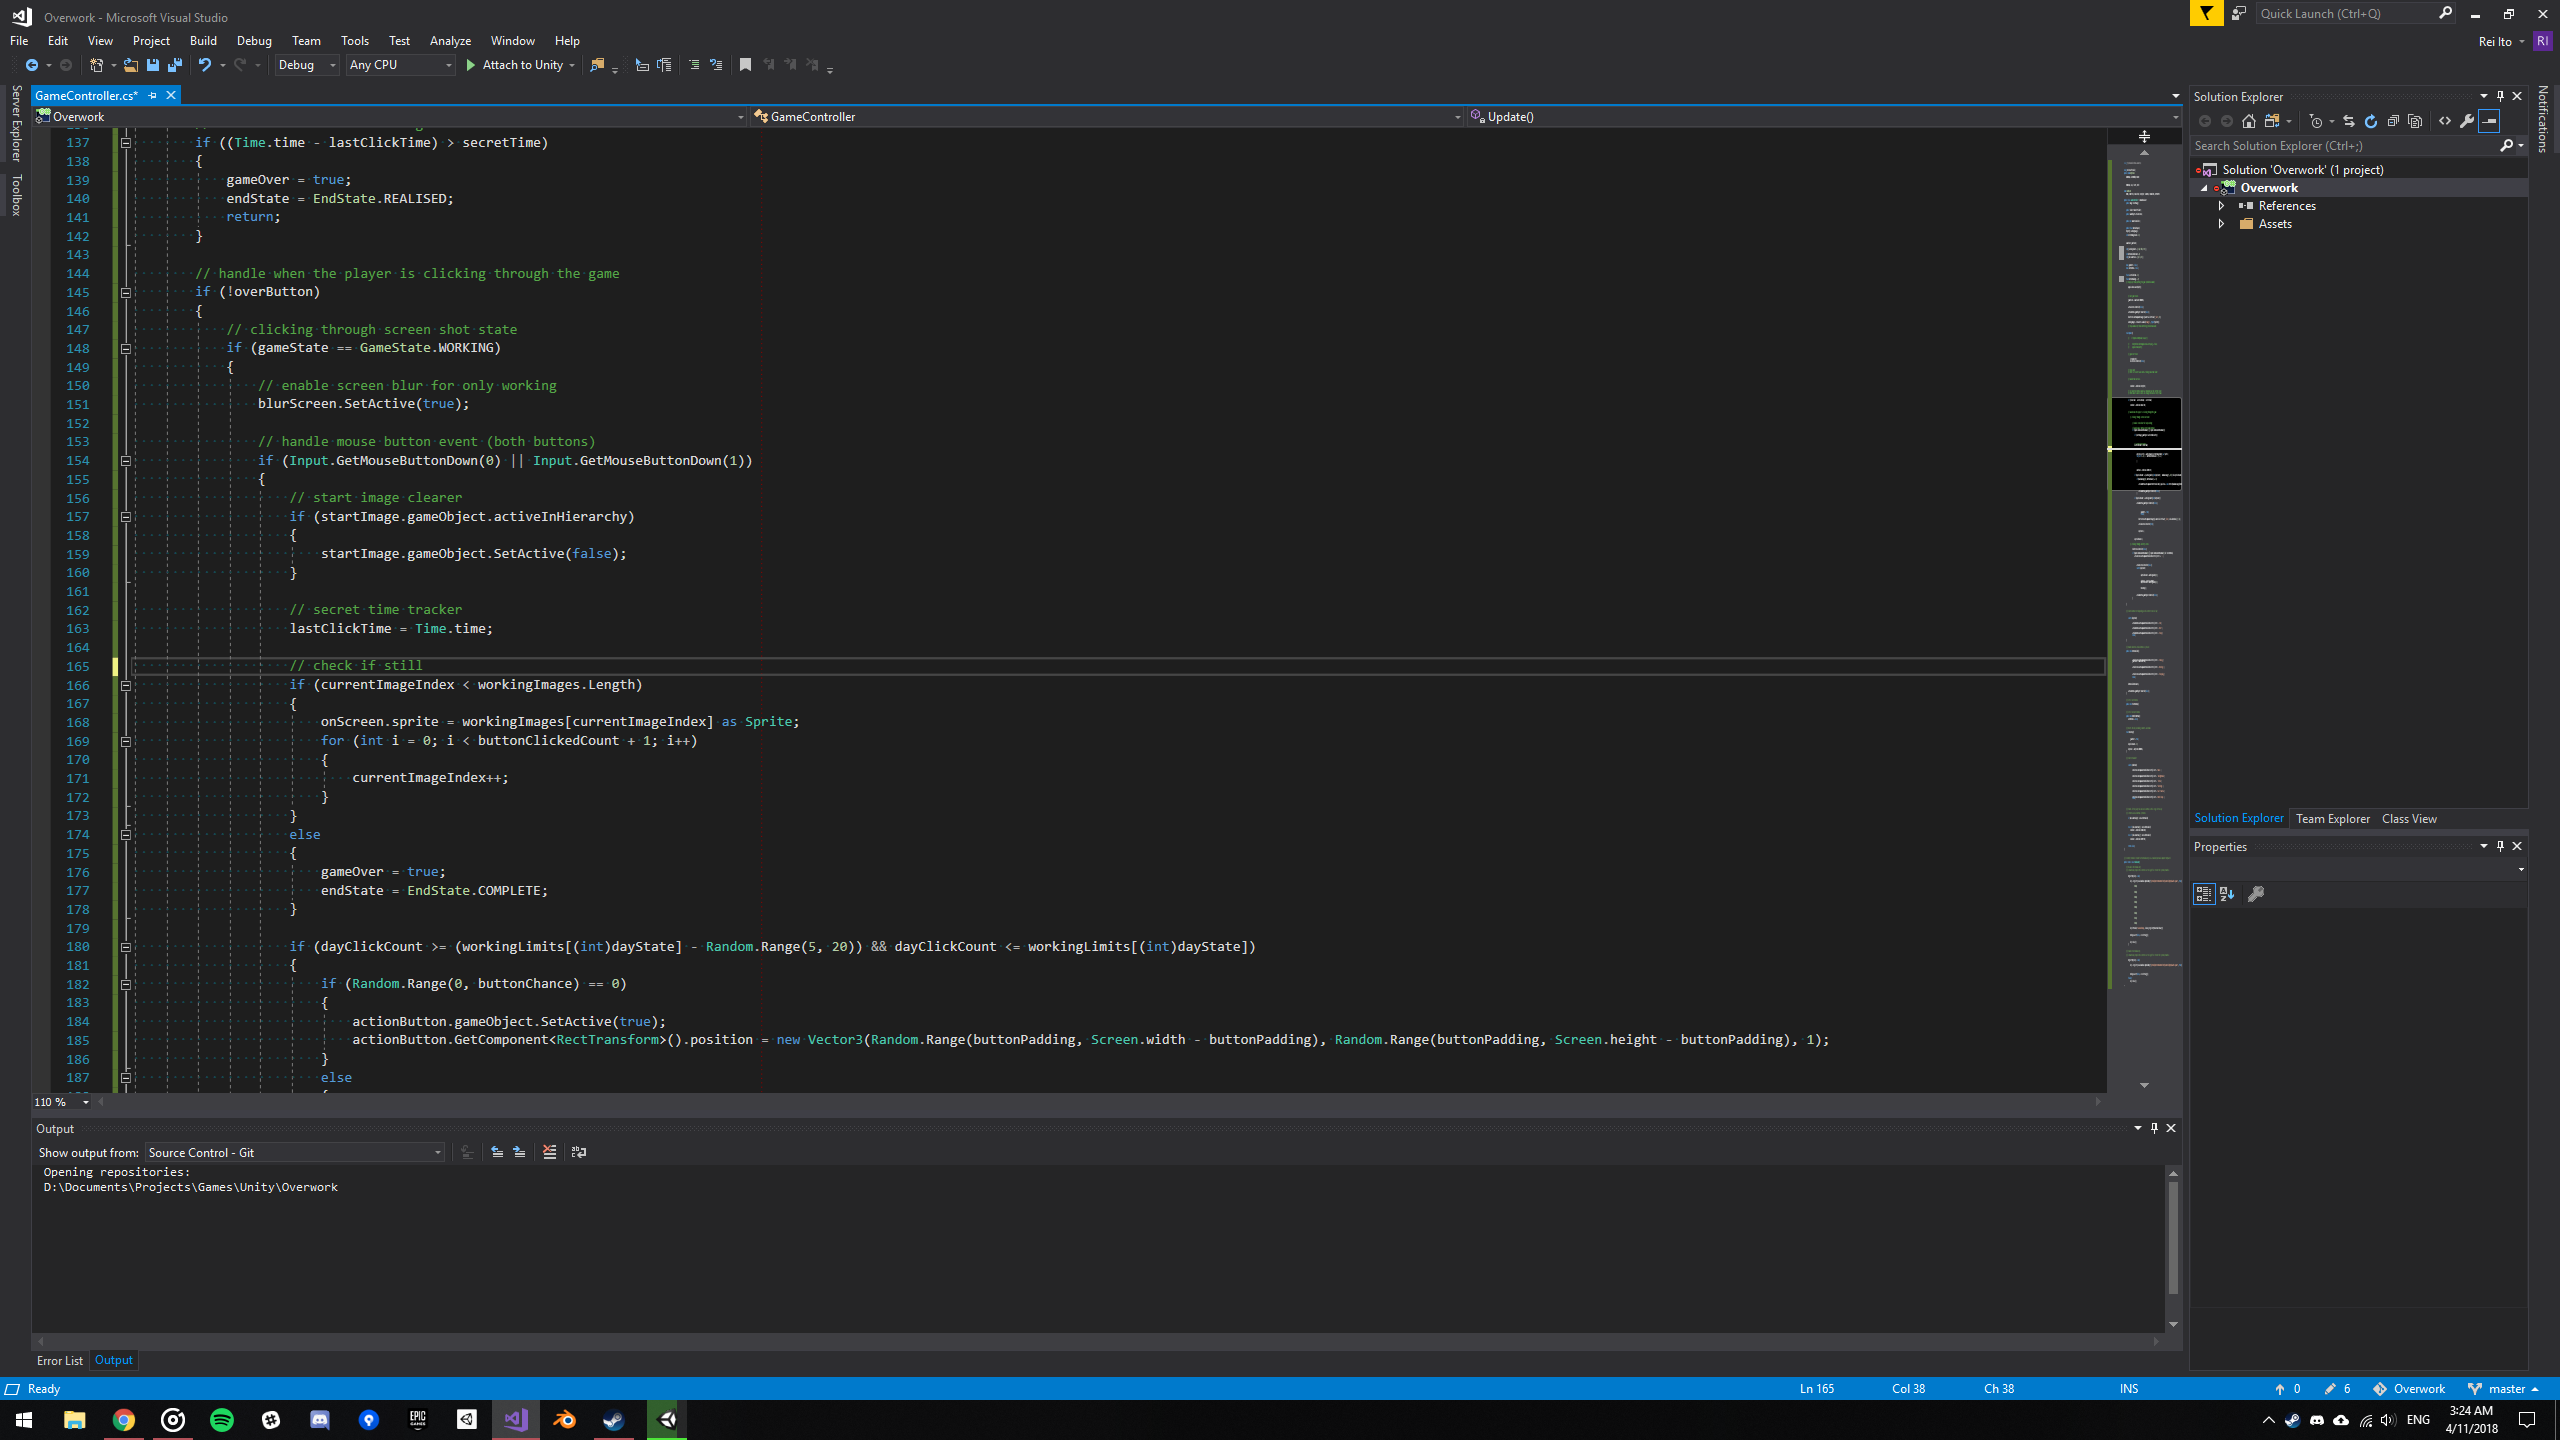 Overwork - Microsoft Visual Studio
Quick Launch (Ctrl+Q)
File Edit View Project Build Debug Team Tools Test Analyze Window Help
Rei Ito RI
Debug Any CPU Attach to Unity
Server Explorer
Toolbox
GameController.cs*
Overwork GameController Update()
137 if ((Time.time - lastClickTime) > secretTime)
138 {
139 gameOver = true;
140 endState = EndState.REALISED;
141 return;
142 }
143
144 // handle when the player is clicking through the game
145 if (!overButton)
146 {
147 // clicking through screen shot state
148 if (gameState == GameState.WORKING)
149 {
150 // enable screen blur for only working
151 blurScreen.SetActive(true);
152
153 // handle mouse button event (both buttons)
154 if (Input.GetMouseButtonDown(0) || Input.GetMouseButtonDown(1))
155 {
156 // start image clearer
157 if (startImage.gameObject.activeInHierarchy)
158 {
159 startImage.gameObject.SetActive(false);
160 }
161
162 // secret time tracker
163 lastClickTime = Time.time;
164
165 // check if still
166 if (currentImageIndex < workingImages.Length)
167 {
168 onScreen.sprite = workingImages[currentImageIndex] as Sprite;
169 for (int i = 0; i < buttonClickedCount + 1; i++)
170 {
171 currentImageIndex++;
172 }
173 }
174 else
175 {
176 gameOver = true;
177 endState = EndState.COMPLETE;
178 }
179
180 if (dayClickCount >= (workingLimits[(int)dayState] - Random.Range(5, 20)) && dayClickCount <= workingLimits[(int)dayState])
181 {
182 if (Random.Range(0, buttonChance) == 0)
183 {
184 actionButton.gameObject.SetActive(true);
185 actionButton.GetComponent<RectTransform>().position = new Vector3(Random.Range(buttonPadding, Screen.width - buttonPadding), Random.Range(buttonPadding, Screen.height - buttonPadding), 1);
186 }
187 else
110 %
Output
Show output from: Source Control - Git
Opening repositories:
D:\Documents\Projects\Games\Unity\Overwork
Error List Output
Solution Explorer
Search Solution Explorer (Ctrl+;)
Solution 'Overwork' (1 project)
Overwork
References
Assets
Solution Explorer Team Explorer Class View
Properties
Notifications
Ready Ln 165 Col 38 Ch 38 INS 0 6 Overwork master
EPIC GAMES
ENG
3:24 AM
4/11/2018